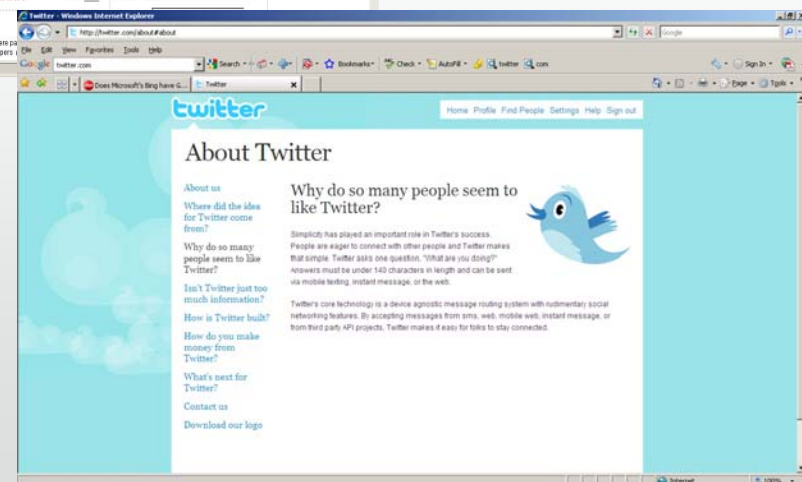 Twitter - Windows Internet Explorer
http://twitter.com/about#about
Google
File Edit View Favorites Tools Help
Google twitter.com Search Bookmarks Check AutoFill twitter com Sign In
Does Microsoft's Bing have G... Twitter Page Tools
twitter
Home Profile Find People Settings Help Sign out
About Twitter
About us
Where did the idea
for Twitter come
from?
Why do so many
people seem to like
Twitter?
Isn't Twitter just too
much information?
How is Twitter built?
How do you make
money from
Twitter?
What's next for
Twitter?
Contact us
Download our logo
Why do so many people seem to
like Twitter?
Simplicity has played an important role in Twitter's success.
People are eager to connect with other people and Twitter makes
that simple. Twitter asks one question, "What are you doing?"
Answers must be under 140 characters in length and can be sent
via mobile texting, instant message, or the web.
Twitter's core technology is a device agnostic message routing system with rudimentary social
networking features. By accepting messages from sms, web, mobile web, instant message, or
from third party API projects, Twitter makes it easy for folks to stay connected.
Internet 100%